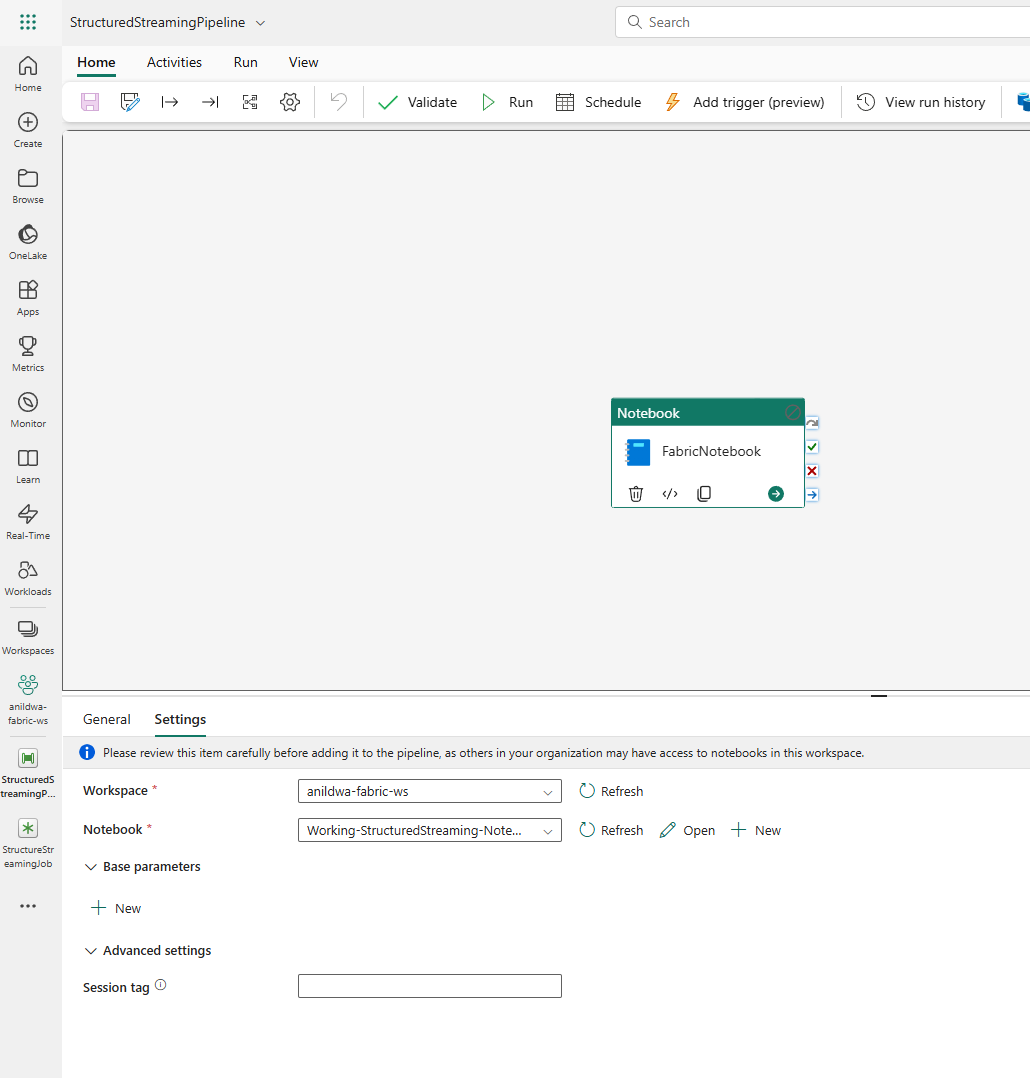 StructuredStreamingPipeline
Search
Home
Activities
Run
View
Validate
Run
Schedule
Add trigger (preview)
View run history
Home
Create
Browse
OneLake
Apps
Metrics
Monitor
Learn
Real-Time
Workloads
Workspaces
anildwa-
fabric-ws
StructuredS
treamingP...
StructureStr
eamingJob
Notebook
FabricNotebook
General
Settings
Please review this item carefully before adding it to the pipeline, as others in your organization may have access to notebooks in this workspace.
Workspace *
anildwa-fabric-ws
Refresh
Notebook *
Working-StructuredStreaming-Note...
Refresh
Open
New
Base parameters
New
Advanced settings
Session tag